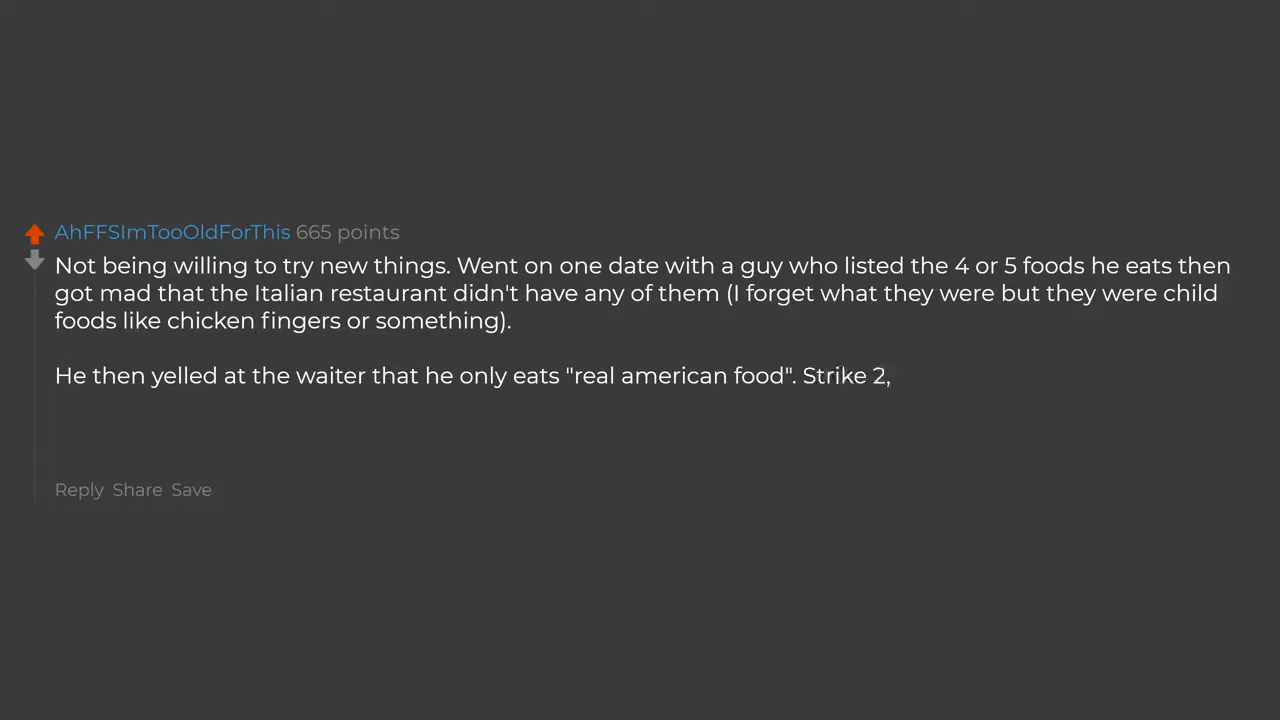 AhFFSImTooOldForThis 665 points
Not being willing to try new things. Went on one date with a guy who listed the 4 or 5 foods he eats then
got mad that the Italian restaurant didn't have any of them (I forget what they were but they were child
foods like chicken fingers or something).
He then yelled at the waiter that he only eats "real american food". Strike 2,
Reply Share Save